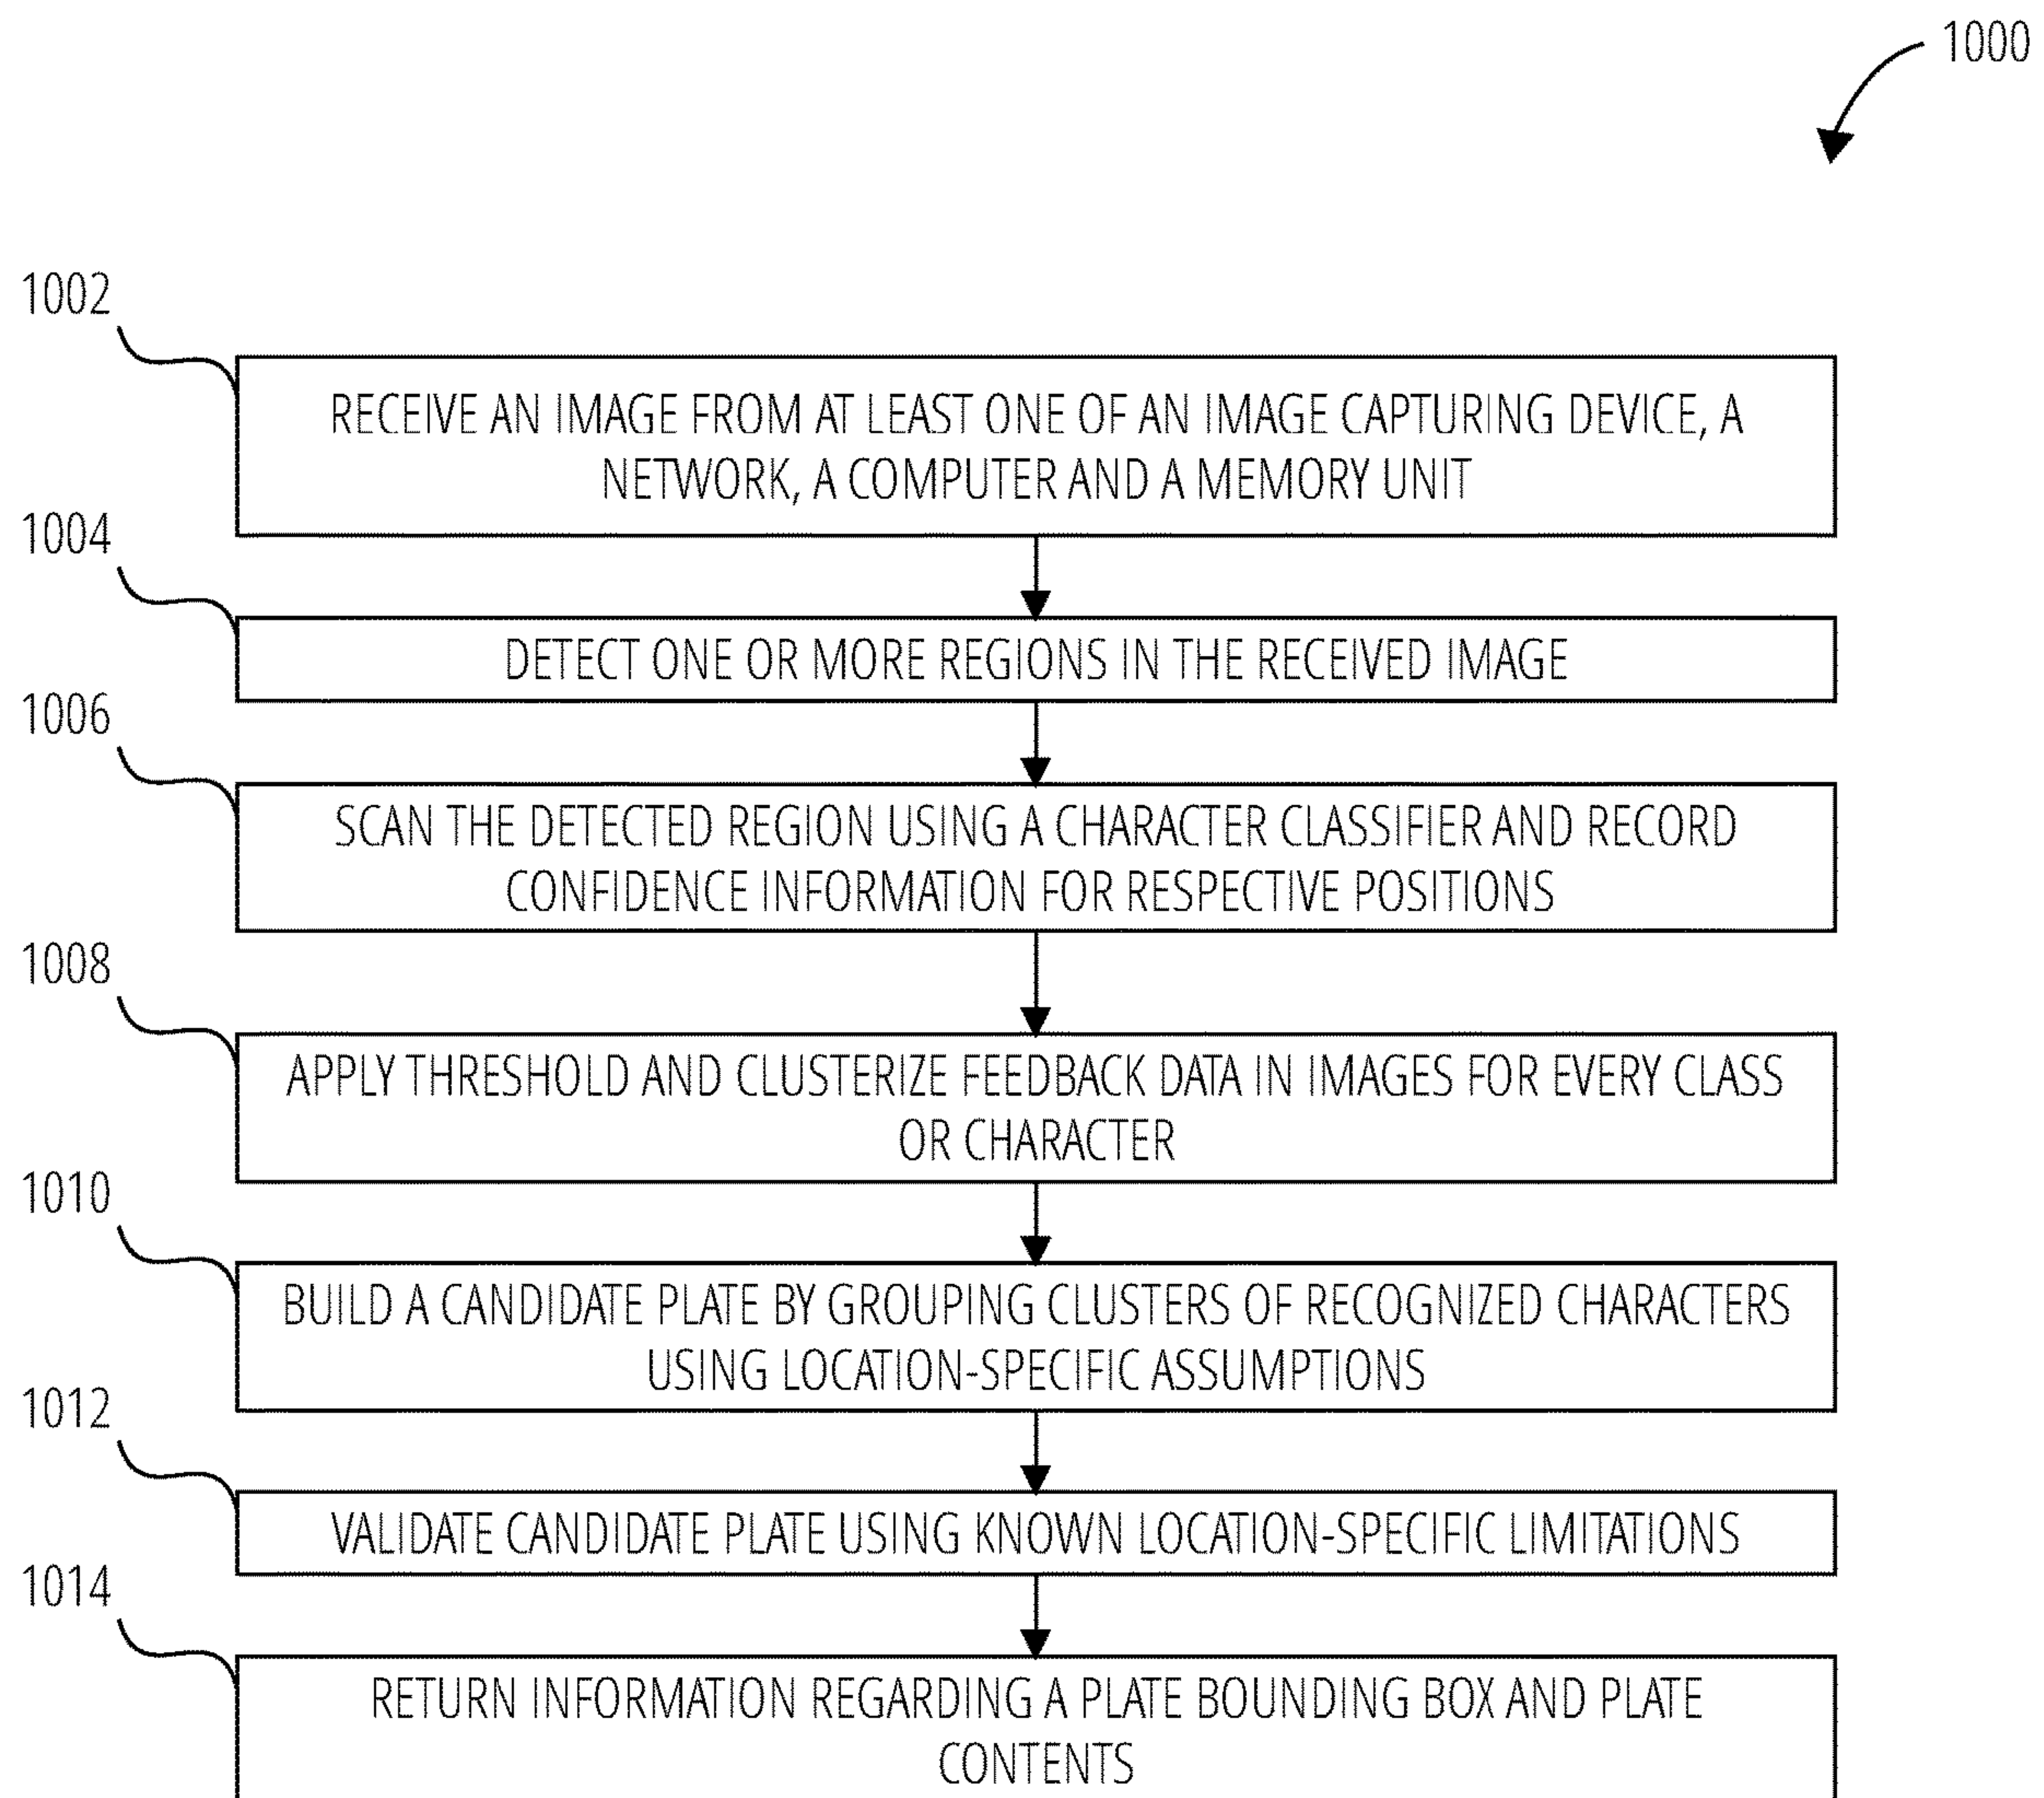 1000
1002
RECEIVE AN IMAGE FROM AT LEAST ONE OF AN IMAGE CAPTURING DEVICE, A
NETWORK, A COMPUTER AND A MEMORY UNIT
1004
DETECT ONE OR MORE REGIONS IN THE RECEIVED IMAGE
1006
SCAN THE DETECTED REGION USING A CHARACTER CLASSIFIER AND RECORD
CONFIDENCE INFORMATION FOR RESPECTIVE POSITIONS
1008
APPLY THRESHOLD AND CLUSTERIZE FEEDBACK DATA IN IMAGES FOR EVERY CLASS
OR CHARACTER
1010
BUILD A CANDIDATE PLATE BY GROUPING CLUSTERS OF RECOGNIZED CHARACTERS
USING LOCATION-SPECIFIC ASSUMPTIONS
1012
VALIDATE CANDIDATE PLATE USING KNOWN LOCATION-SPECIFIC LIMITATIONS
1014
RETURN INFORMATION REGARDING A PLATE BOUNDING BOX AND PLATE
CONTENTS